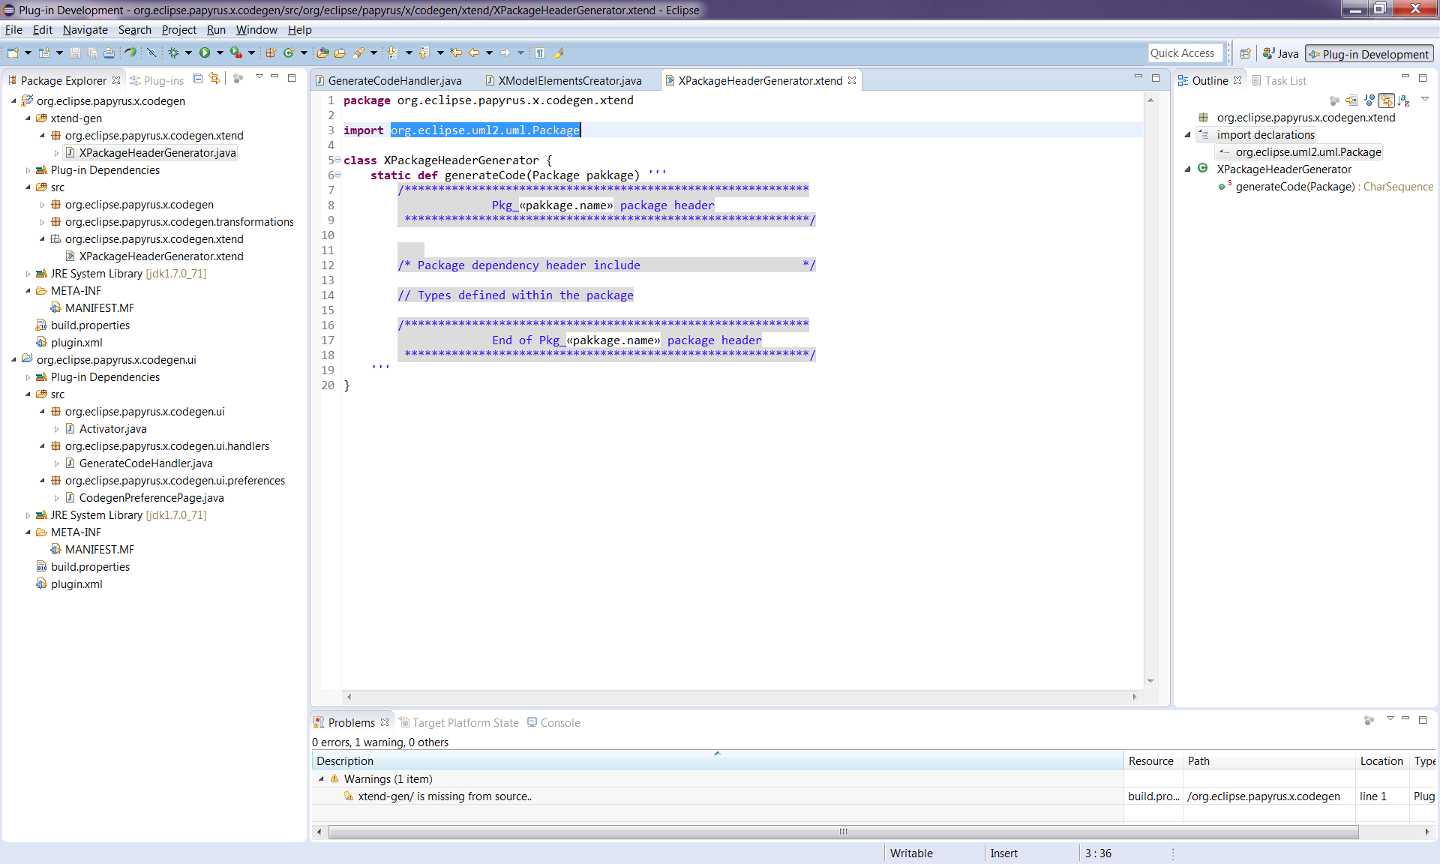 Plug-in Development - org.eclipse.papyrus.x.codegen/src/org/eclipse/papyrus/x/codegen/xtend/XPackageHeaderGenerator.xtend - Eclipse
File Edit Navigate Search Project Run Window Help
Quick Access Java Plug-in Development
Package Explorer Plug-ins
org.eclipse.papyrus.x.codegen
xtend-gen
org.eclipse.papyrus.x.codegen.xtend
XPackageHeaderGenerator.java
Plug-in Dependencies
src
org.eclipse.papyrus.x.codegen
org.eclipse.papyrus.x.codegen.transformations
org.eclipse.papyrus.x.codegen.xtend
XPackageHeaderGenerator.xtend
JRE System Library [jdk1.7.0_71]
META-INF
MANIFEST.MF
build.properties
plugin.xml
org.eclipse.papyrus.x.codegen.ui
Plug-in Dependencies
src
org.eclipse.papyrus.x.codegen.ui
Activator.java
org.eclipse.papyrus.x.codegen.ui.handlers
GenerateCodeHandler.java
org.eclipse.papyrus.x.codegen.ui.preferences
CodegenPreferencePage.java
JRE System Library [jdk1.7.0_71]
META-INF
MANIFEST.MF
build.properties
plugin.xml
GenerateCodeHandler.java XModelElementsCreator.java XPackageHeaderGenerator.xtend
1 package org.eclipse.papyrus.x.codegen.xtend
2
3 import org.eclipse.uml2.uml.Package
4
5 class XPackageHeaderGenerator {
6 static def generateCode(Package pakkage) '''
7 /************************************************************
8 Pkg_«pakkage.name» package header
9 ************************************************************/
10
11
12 /* Package dependency header include */
13
14 // Types defined within the package
15
16 /************************************************************
17 End of Pkg_«pakkage.name» package header
18 ************************************************************/
19 '''
20 }
Outline Task List
org.eclipse.papyrus.x.codegen.xtend
import declarations
org.eclipse.uml2.uml.Package
XPackageHeaderGenerator
generateCode(Package) : CharSequence
Problems Target Platform State Console
0 errors, 1 warning, 0 others
Description Resource Path Location Type
Warnings (1 item)
xtend-gen/ is missing from source.. build.pro... /org.eclipse.papyrus.x.codegen line 1 Plug
Writable Insert 3 : 36